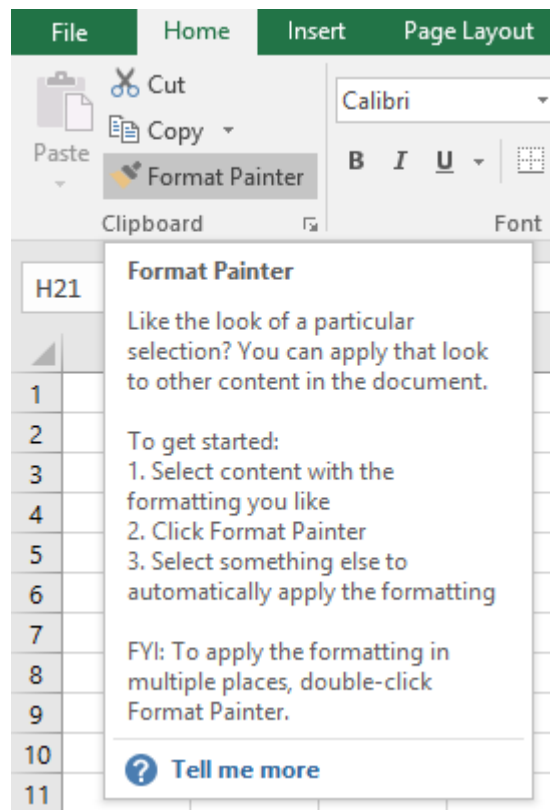 File Home Insert Page Layout
Cut
Calibri
Copy
Paste
B I U
Format Painter
Clipboard Font
H21
Format Painter
Like the look of a particular
selection? You can apply that look
to other content in the document.
To get started:
1. Select content with the
formatting you like
2. Click Format Painter
3. Select something else to
automatically apply the formatting
FYI: To apply the formatting in
multiple places, double-click
Format Painter.
? Tell me more
1
2
3
4
5
6
7
8
9
10
11